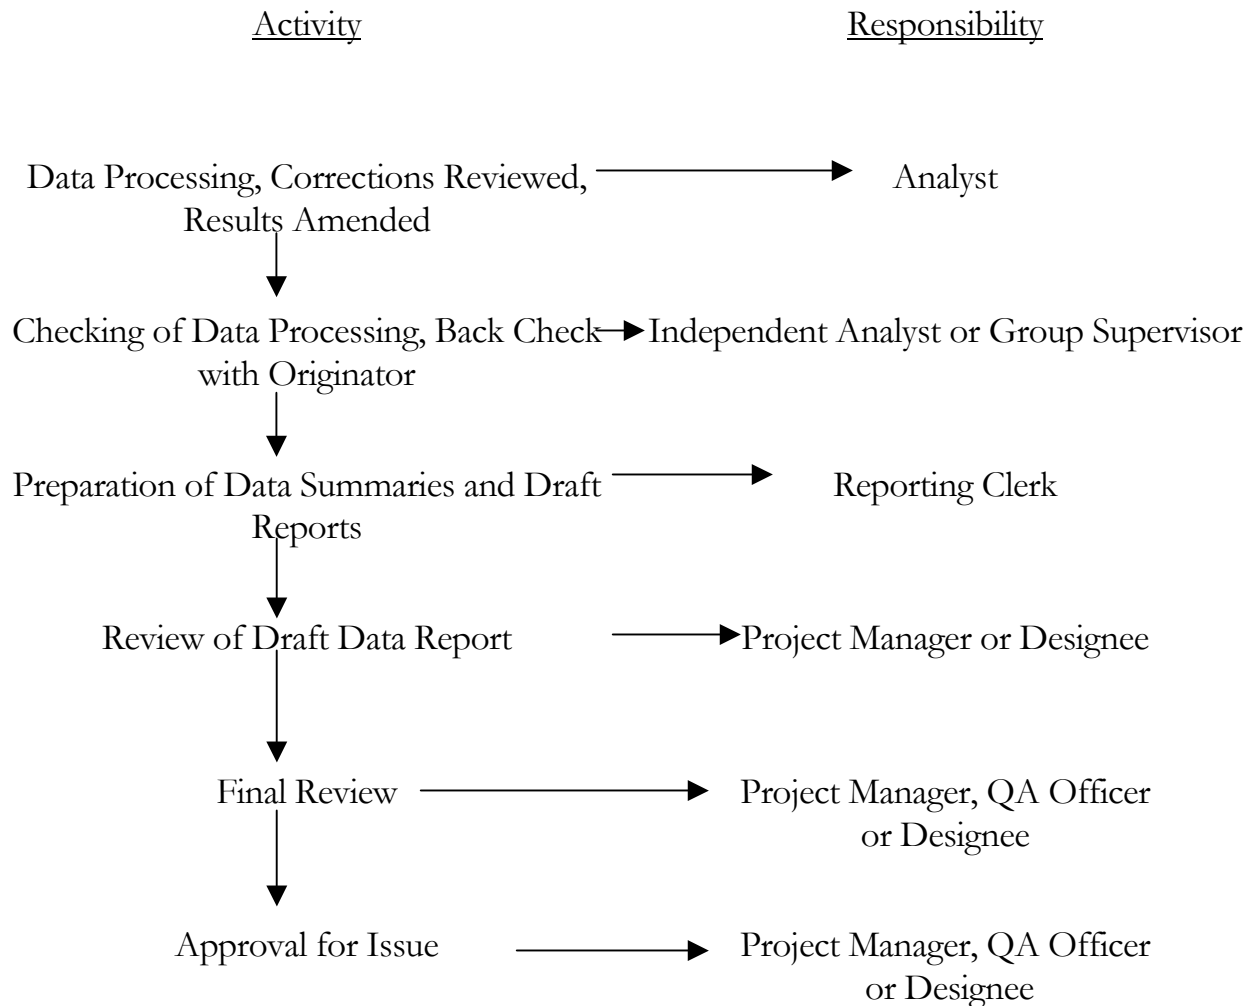 Activity Responsibility
Data Processing, Corrections Reviewed, Analyst
Results Amended
Checking of Data Processing, Back Check Independent Analyst or Group Supervisor
with Originator
Preparation of Data Summaries and Draft Reporting Clerk
Reports
Review of Draft Data Report Project Manager or Designee
Final Review Project Manager, QA Officer
or Designee
Approval for Issue Project Manager, QA Officer
or Designee